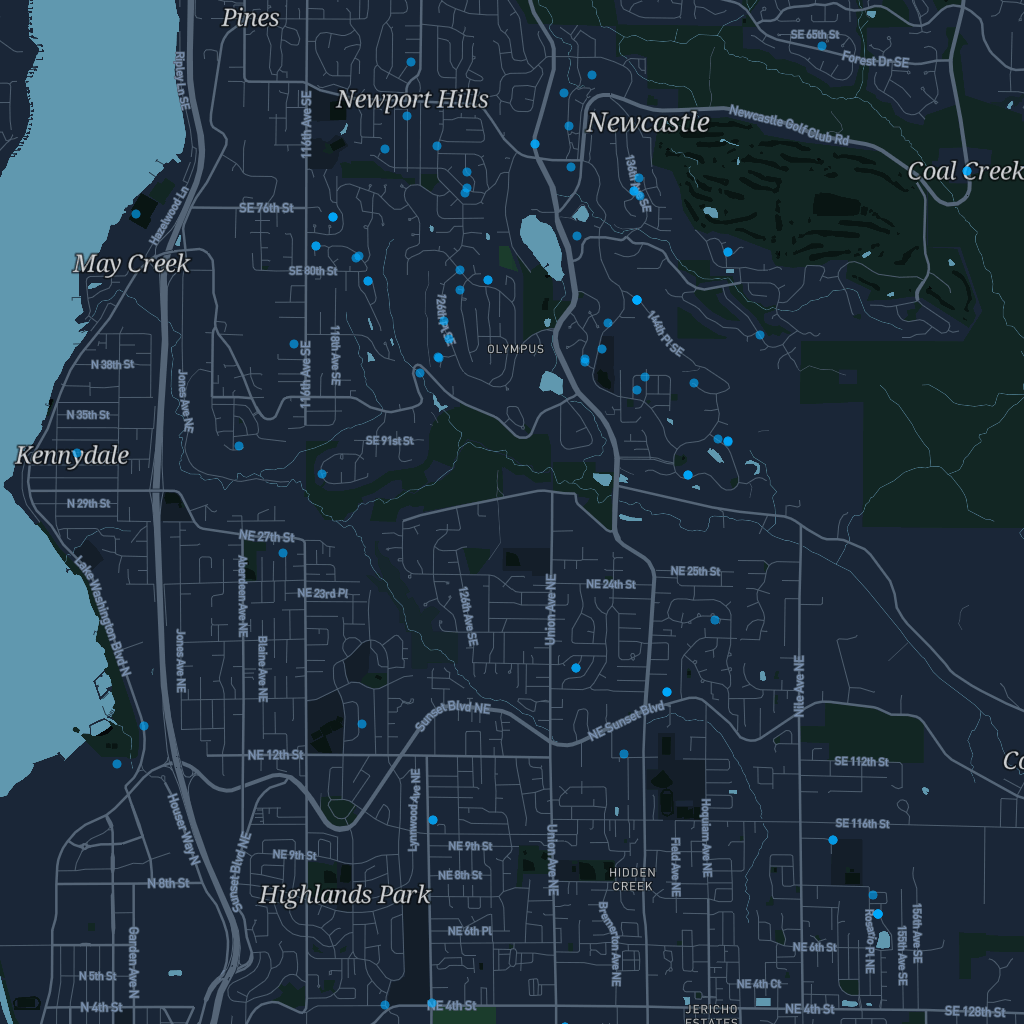 Pines
SE 65th St
Forest Dr SE
Ripley Ln SE
Newport Hills
116th Ave SE
Newcastle
Newcastle Golf Club Rd
Coal Creek
136th Ave SE
Hazelwood Ln
SE 76th St
May Creek
SE 80th St
126th Pl SE
144th Pl SE
OLYMPUS
118th Ave SE
116th Ave SE
N 38th St
Jones Ave NE
N 35th St
SE 91st St
Kennydale
N 29th St
NE 27th St
Aberdeen Ave NE
NE 23rd Pl
NE 24th St
NE 25th St
Lake Washington Blvd N
126th Ave SE
Union Ave NE
Jones Ave NE
Blaine Ave NE
Nile Ave NE
Sunset Blvd NE
NE Sunset Blvd
NE 12th St
SE 112th St
Co
Houser Way N
Lynnwood Ave NE
Hoquiam Ave NE
SE 116th St
Sunset Blvd NE
NE 9th St
NE 9th St
Union Ave NE
Field Ave NE
NE 8th St
HIDDEN
CREEK
N 8th St
Highlands Park
Bremerton Ave NE
NE 6th Pl
Rosario Pl NE
156th Ave SE
155th Ave SE
NE 6th St
Garden Ave N
N 5th St
NE 4th Ct
N 4th St
NE 4th St
JERICHO
ESTATES
NE 4th St
SE 128th St